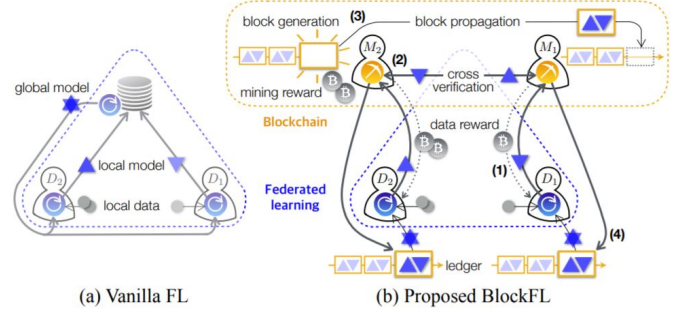 global model
D₂
local model
D₁
local data
(a) Vanilla FL
block generation
(3)
block propagation
M₂
(2)
M₁
mining reward
cross
verification
Blockchain
data reward
D₂
(1)
D₁
Federated
learning
(4)
ledger
(b) Proposed BlockFL